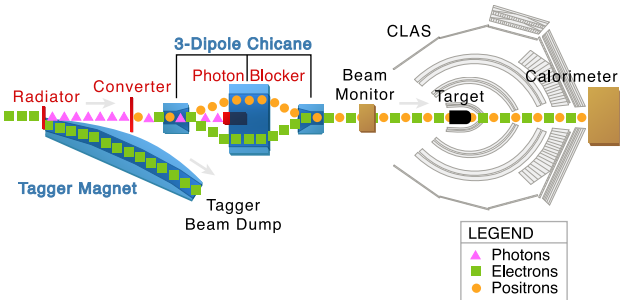 3-Dipole Chicane
CLAS
Radiator
Converter
Photon Blocker
Beam
Monitor
Target
Calorimeter
Tagger Magnet
Tagger
Beam Dump
LEGEND
Photons
Electrons
Positrons